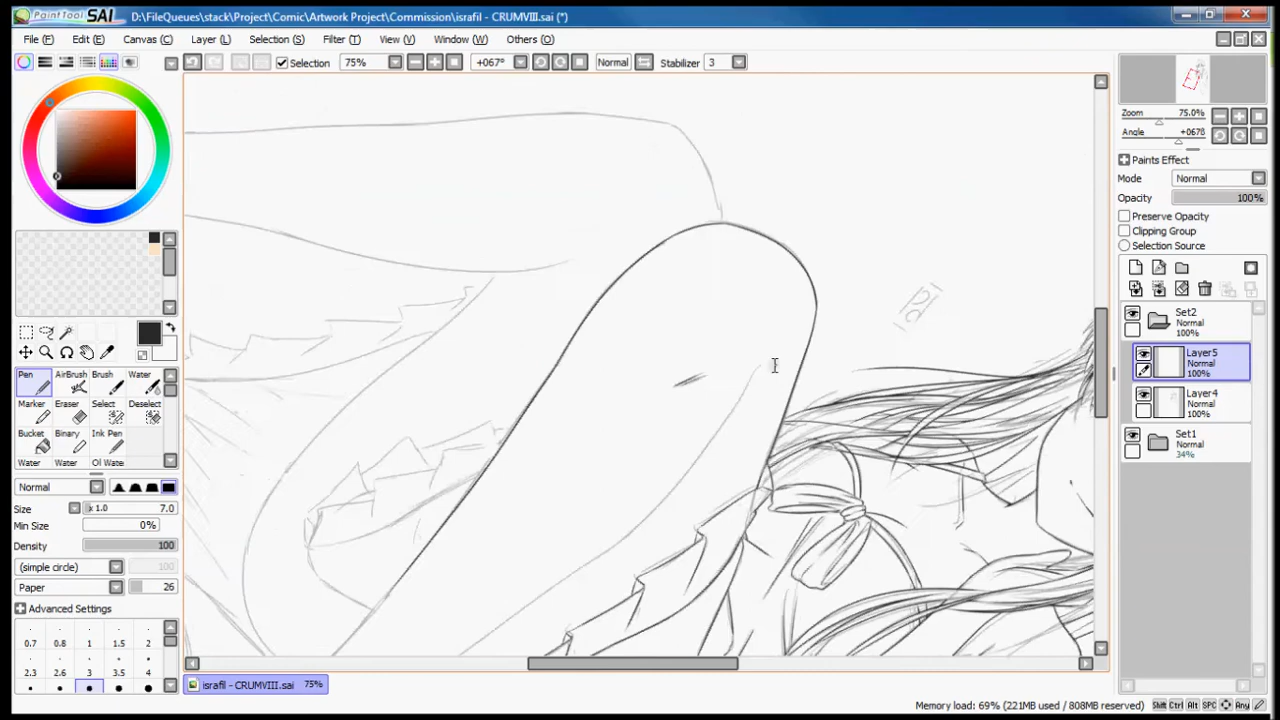 PaintTool SAI D:\FileQueues\stack\Project\Comic\Artwork Project\Commission\israfil - CRUMVIII.sai (*)
File (F) Edit (E) Canvas (C) Layer (L) Selection (S) Filter (T) View (V) Window (W) Others (O)
Selection 75% +067° Normal Stabilizer 3
Zoom 75.0%
Angle +067ß
Paints Effect
Mode Normal
Opacity 100%
Preserve Opacity
Clipping Group
Selection Source
Set2
Normal
100%
Layer5
Normal
100%
Layer4
Normal
100%
Set1
Normal
34%
Pen AirBrush Brush Water
Marker Eraser Select Deselect
Bucket Binary Ink Pen
Water Water Ol Wate
Normal
Size x 1.0 7.0
Min Size 0%
Density 100
(simple circle) 100
Paper 26
Advanced Settings
0.7 0.8 1 1.5 2
2.3 2.6 3 3.5 4
israfil - CRUMVIII.sai 75%
Memory load: 69% (221MB used / 808MB reserved) Shift Ctrl Alt SPC Any